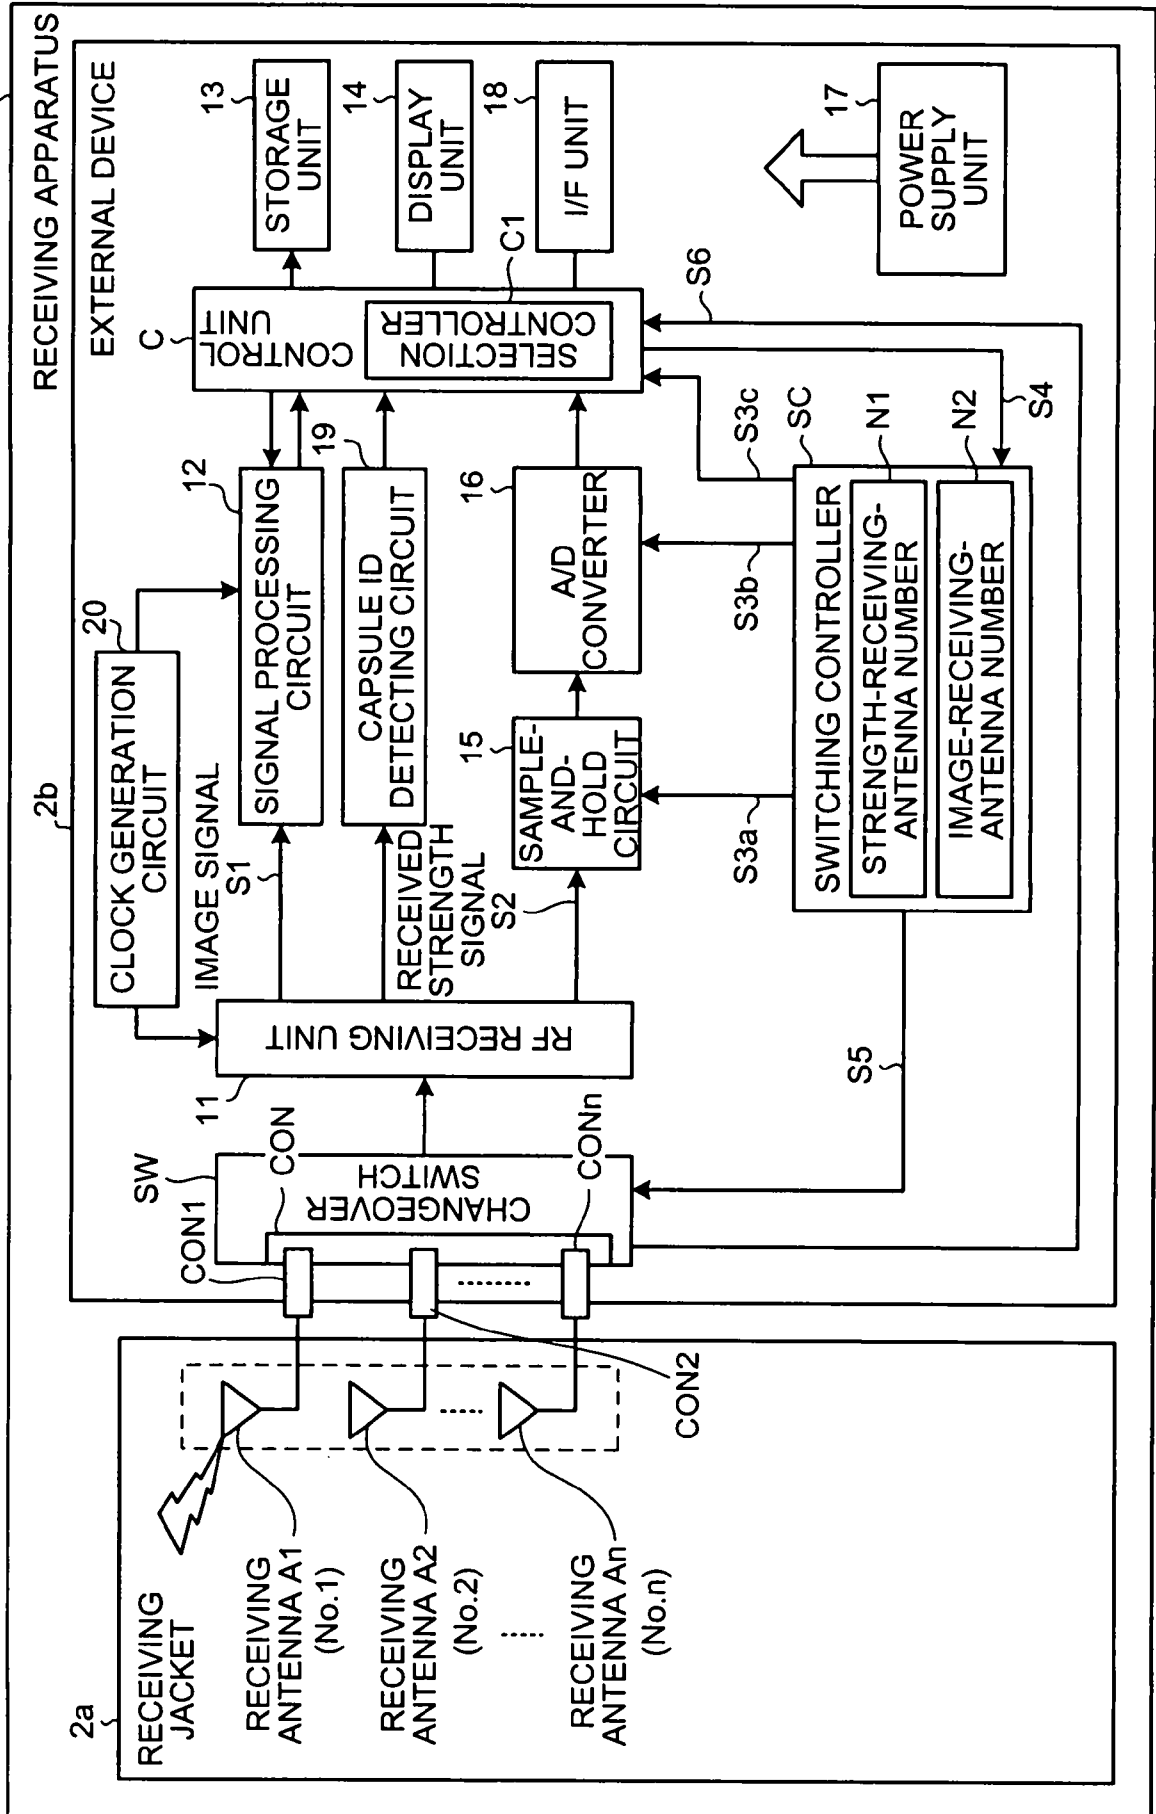 RECEIVING APPARATUS
2a
RECEIVING
JACKET
RECEIVING
ANTENNA A1
(No.1)
RECEIVING
ANTENNA A2
(No.2)
RECEIVING
ANTENNA An
(No.n)
2b
EXTERNAL DEVICE
CON1
CON2
CONn
CON
SW
CHANGEOVER
SWITCH
11
RF RECEIVING UNIT
20
CLOCK GENERATION
CIRCUIT
IMAGE SIGNAL
S1
RECEIVED
STRENGTH
SIGNAL
S2
12
SIGNAL PROCESSING
CIRCUIT
19
CAPSULE ID
DETECTING CIRCUIT
15
SAMPLE-
AND-
HOLD
CIRCUIT
16
A/D
CONVERTER
C
CONTROL
UNIT
C1
SELECTION
CONTROLLER
13
STORAGE
UNIT
14
DISPLAY
UNIT
18
I/F UNIT
S3a
S3b
S3c
S4
S5
S6
SC
SWITCHING CONTROLLER
N1
STRENGTH-RECEIVING-
ANTENNA NUMBER
N2
IMAGE-RECEIVING-
ANTENNA NUMBER
17
POWER
SUPPLY
UNIT